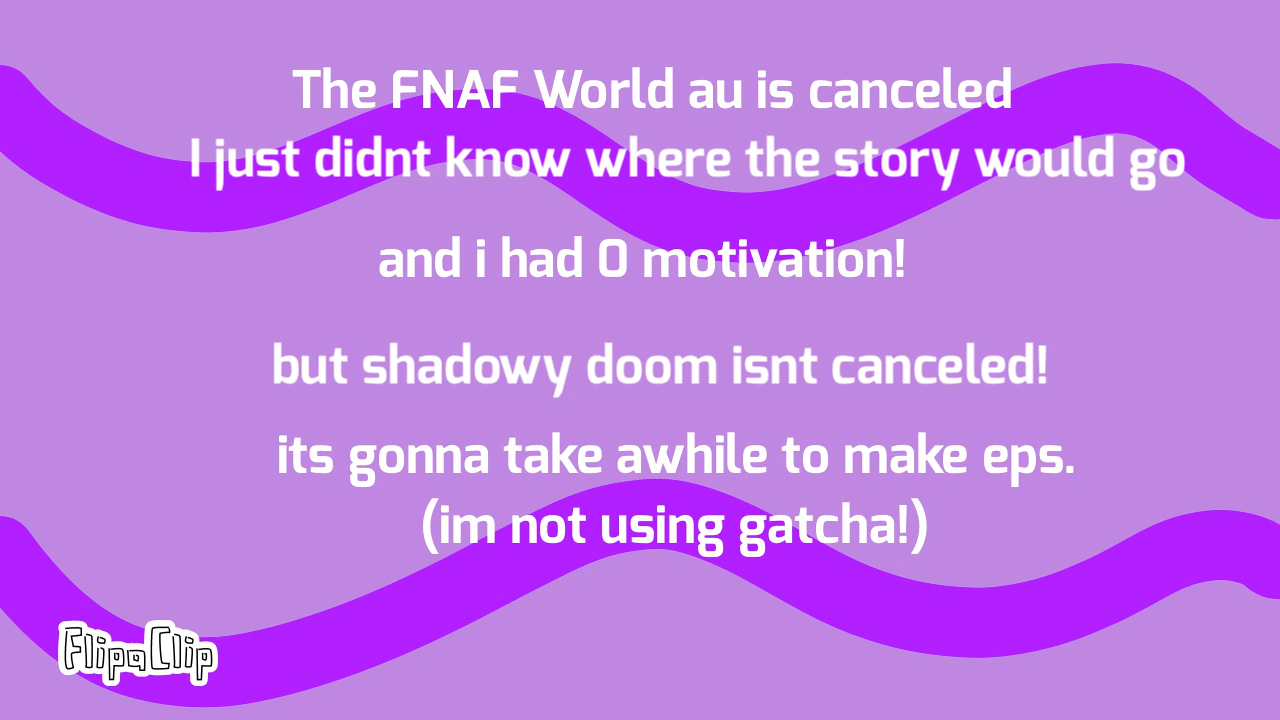 The FNAF World au is canceled
I just didnt know where the story would go
and i had 0 motivation!
but shadowy doom isnt canceled!
its gonna take awhile to make eps.
(im not using gatcha!)
FlipaClip